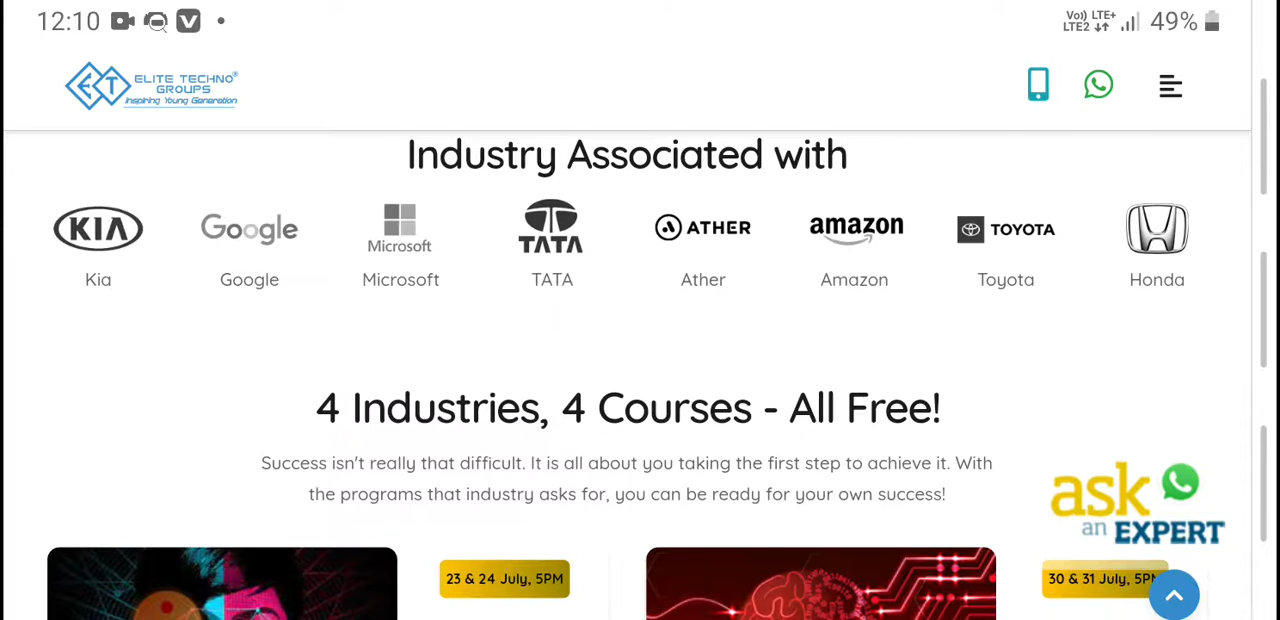 12:10
Vo)) LTE+
LTE2
49%
ELITE TECHNO®
GROUPS
Inspiring Young Generation
Industry Associated with
KIA
Google
Microsoft
TATA
ATHER
amazon
TOYOTA
Kia
Google
Microsoft
TATA
Ather
Amazon
Toyota
Honda
4 Industries, 4 Courses - All Free!
Success isn't really that difficult. It is all about you taking the first step to achieve it. With
the programs that industry asks for, you can be ready for your own success!
ask
an EXPERT
23 & 24 July, 5PM
30 & 31 July, 5PM